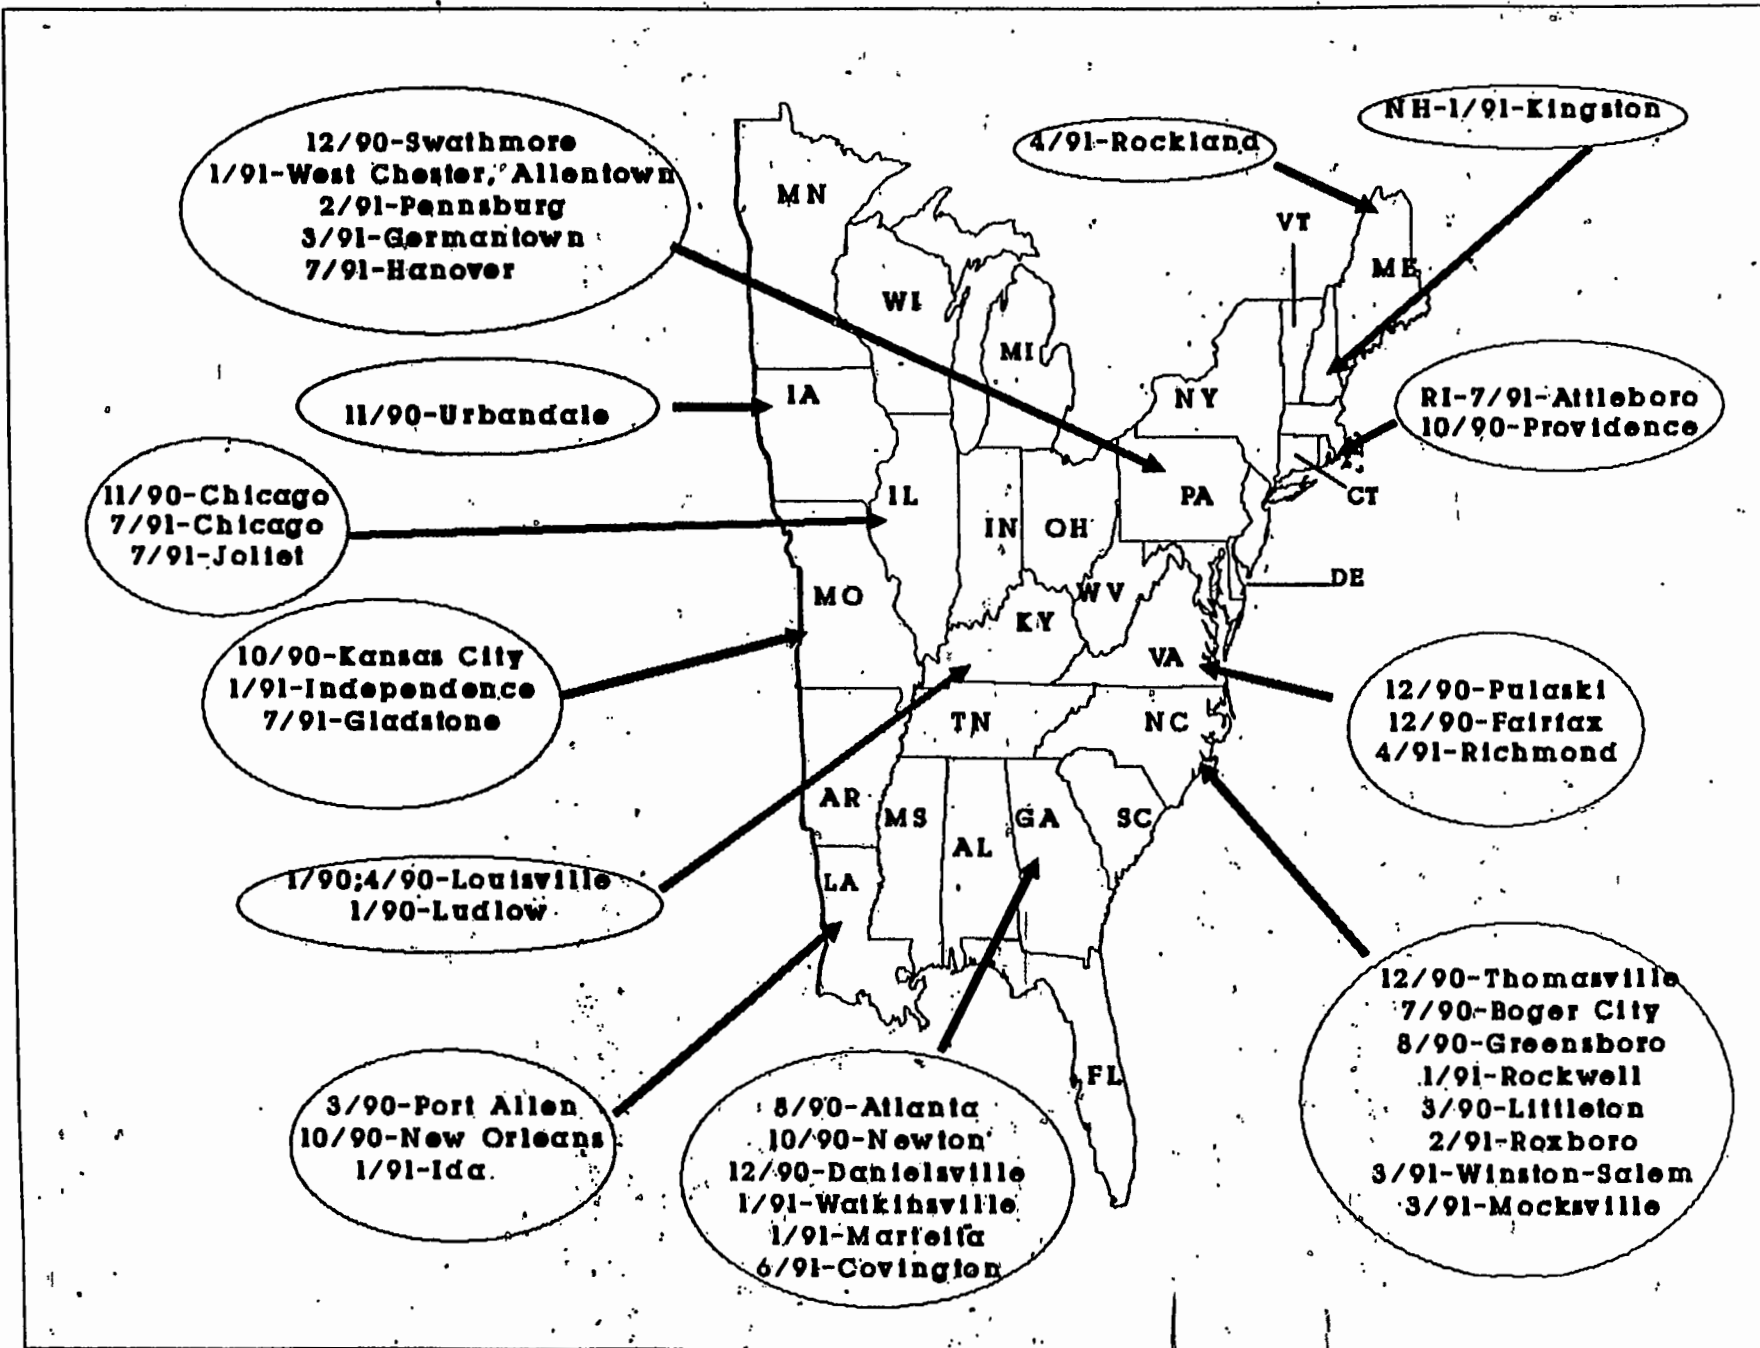 12/90-Swathmore
1/91-West Chester, Allentown
2/91-Pennsburg
3/91-Germantown
7/91-Hanover
4/91-Rockland
NH-1/91-Kingston
11/90-Urbandale
RI-7/91-Attleboro
10/90-Providence
11/90-Chicago
7/91-Chicago
7/91-Joliet
10/90-Kansas City
1/91-Independence
7/91-Gladstone
12/90-Pulaski
12/90-Fairfax
4/91-Richmond
1/90;4/90-Louisville
1/90-Ludlow
3/90-Port Allen
10/90-New Orleans
1/91-Ida
8/90-Atlanta
10/90-Newton
12/90-Danielsville
1/91-Watkinsville
1/91-Marietta
6/91-Covington
12/90-Thomasville
7/90-Boger City
8/90-Greensboro
1/91-Rockwell
3/90-Littleton
2/91-Roxboro
3/91-Winston-Salem
3/91-Mocksville
MN
VT
ME
WI
MI
IA
NY
IL
PA
CT
IN
OH
DE
MO
WV
KY
VA
TN
NC
AR
MS
GA
SC
AL
LA
FL